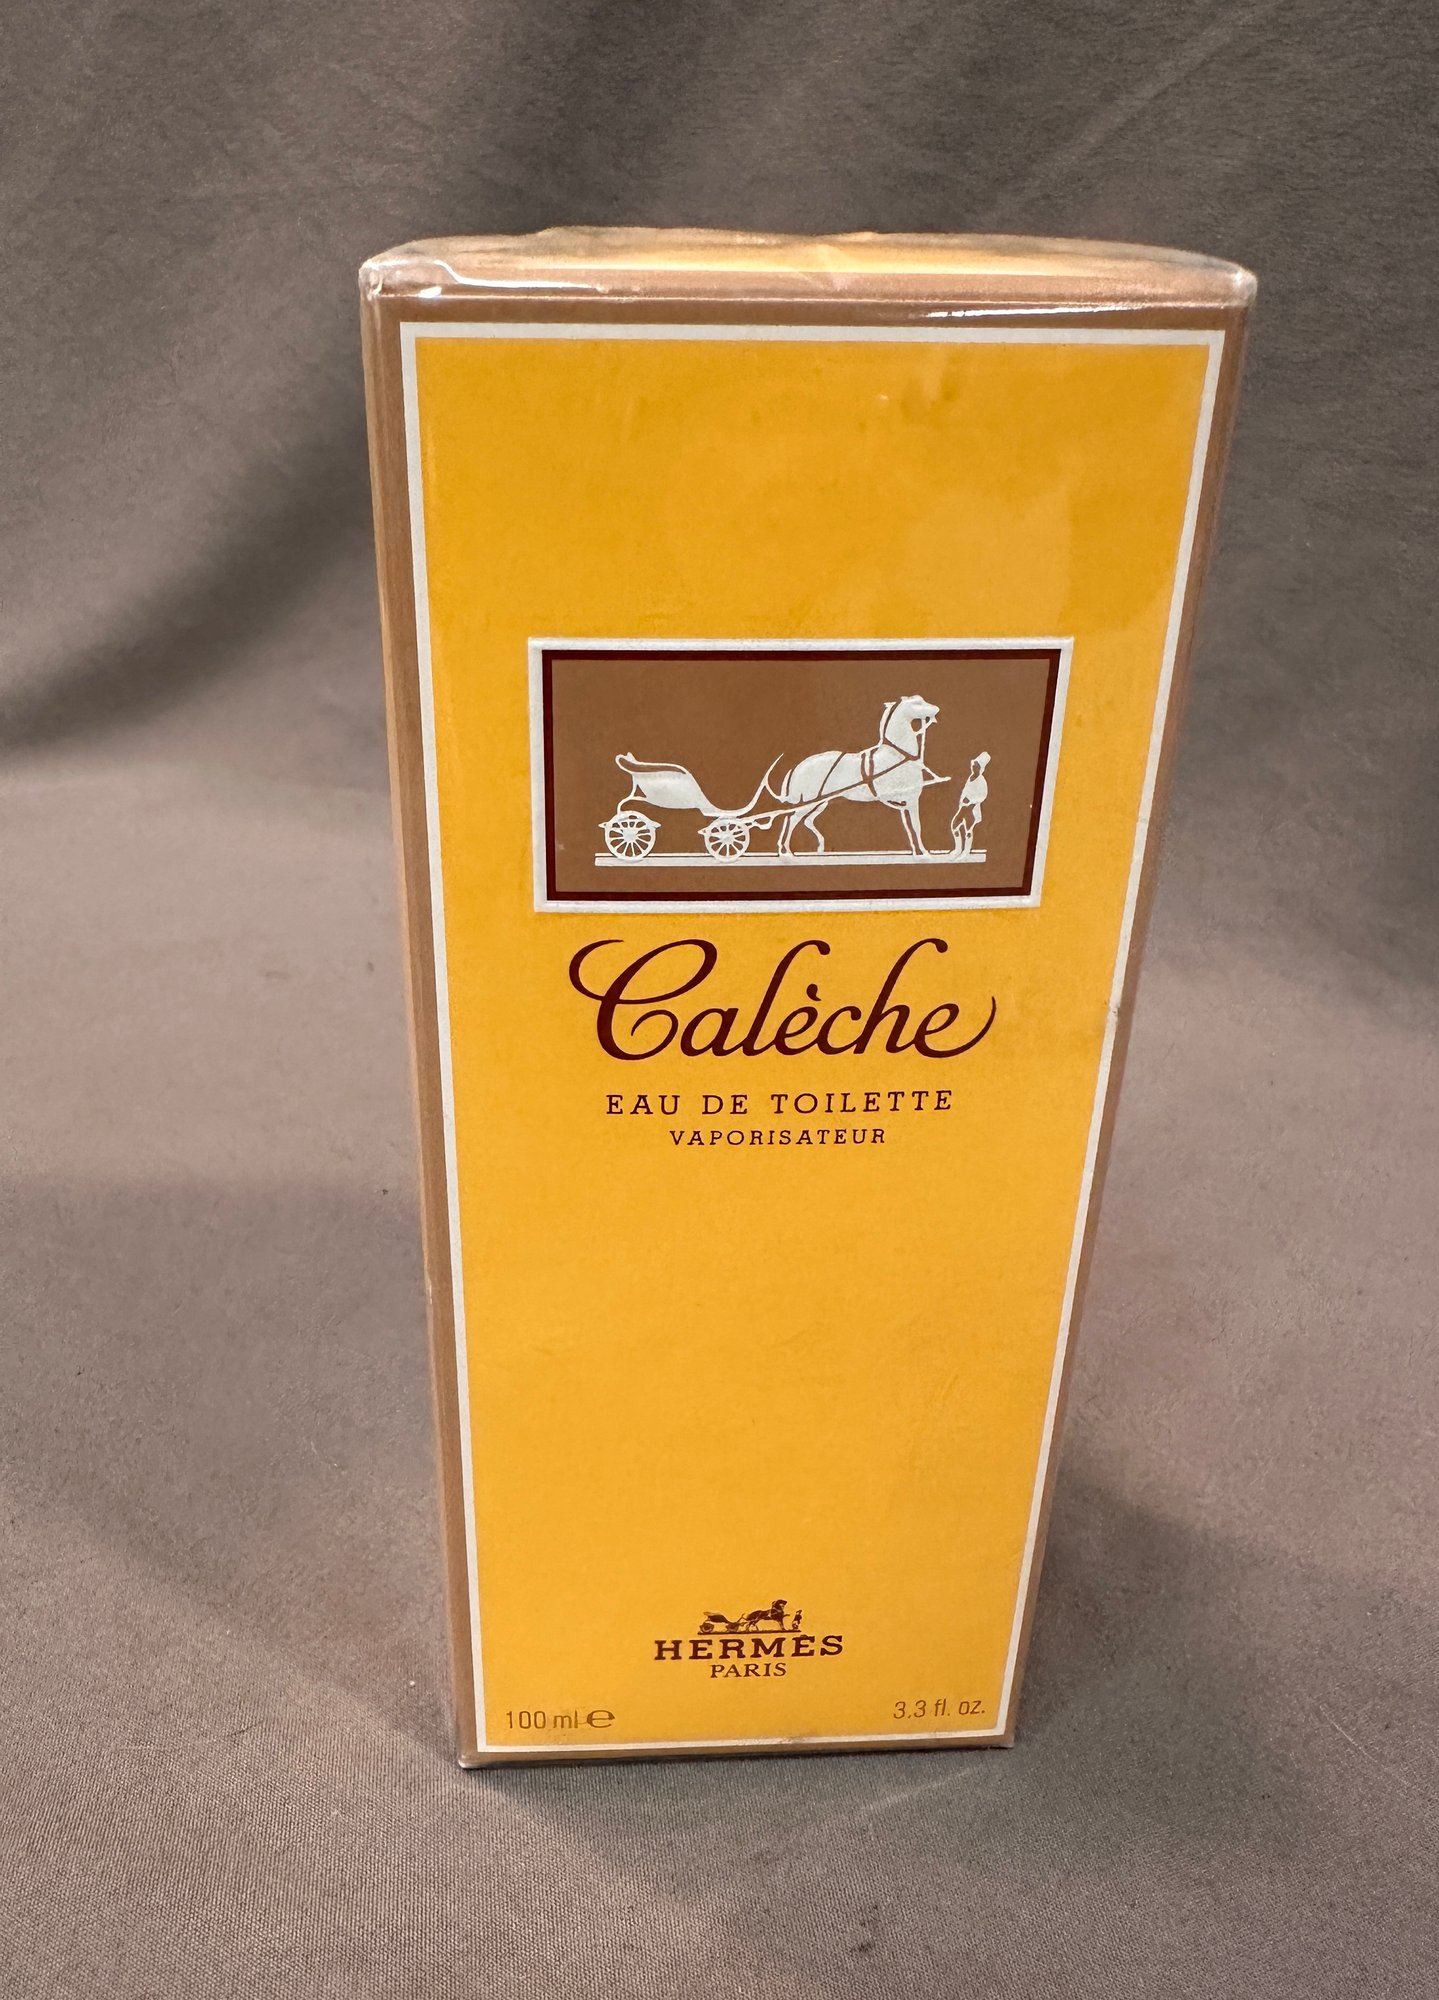 Calèche
EAU DE TOILETTE
VAPORISATEUR
HERMÈS
PARIS
100 ml ℮
3.3 fl. oz.